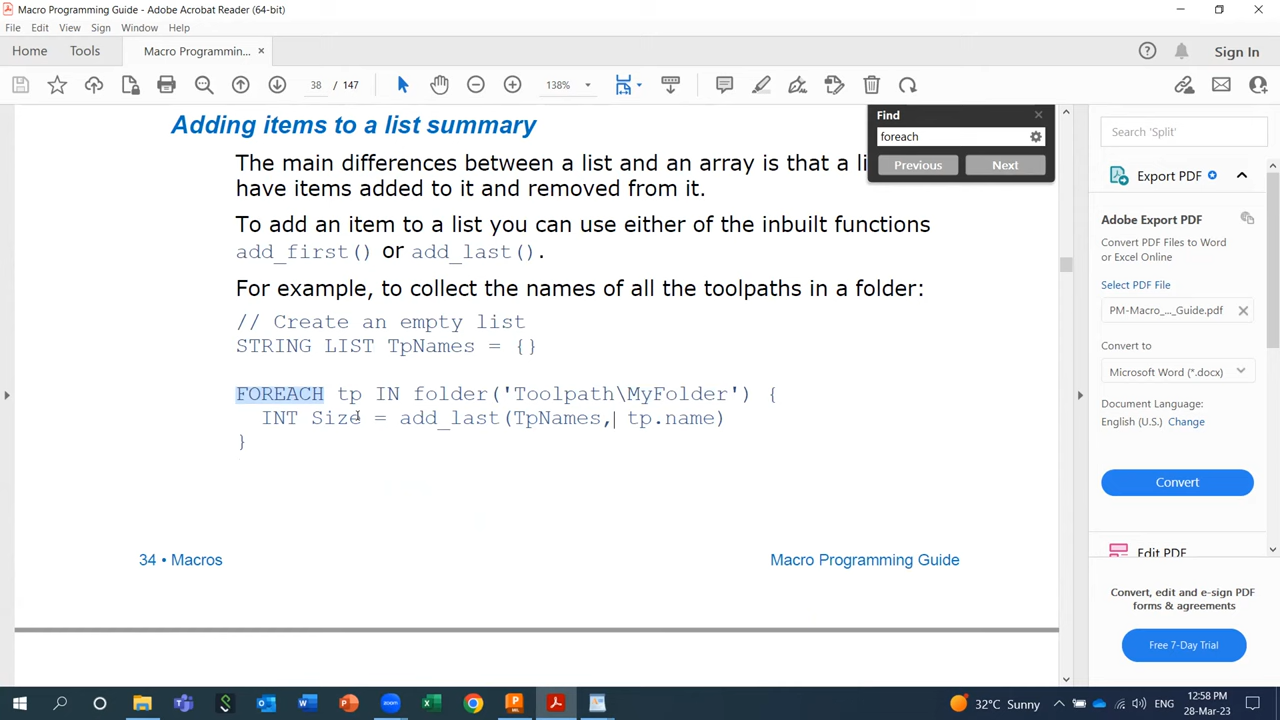 Macro Programming Guide - Adobe Acrobat Reader (64-bit)
File Edit View Sign Window Help
Home Tools Macro Programmin... × Sign In
38 / 147 138%
Find
foreach
Previous Next
Adding items to a list summary
The main differences between a list and an array is that a li
have items added to it and removed from it.
To add an item to a list you can use either of the inbuilt functions
add_first() or add_last().
For example, to collect the names of all the toolpaths in a folder:
// Create an empty list
STRING LIST TpNames = {}
FOREACH tp IN folder('Toolpath\MyFolder') {
INT Size = add_last(TpNames, tp.name)
}
34 • Macros Macro Programming Guide
Search 'Split'
Export PDF
Adobe Export PDF
Convert PDF Files to Word
or Excel Online
Select PDF File
PM-Macro_..._Guide.pdf
Convert to
Microsoft Word (*.docx)
Document Language:
English (U.S.) Change
Convert
Edit PDF
Convert, edit and e-sign PDF
forms & agreements
Free 7-Day Trial
32°C Sunny ENG 12:58 PM
28-Mar-23